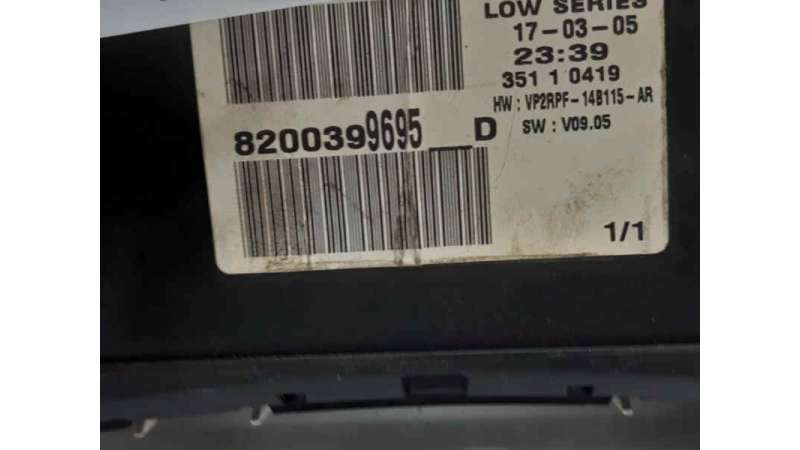 LOW SERIES
17-03-05
23:39
351 1 0419
HW : VP2RPF-14B115-AR
SW : V09.05
8200399695__D
1/1